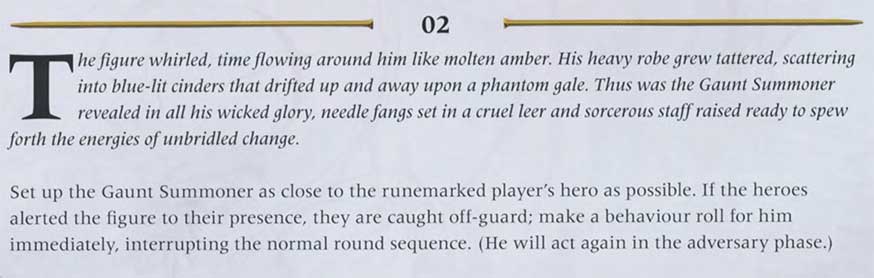 02
The figure whirled, time flowing around him like molten amber. His heavy robe grew tattered, scattering
into blue-lit cinders that drifted up and away upon a phantom gale. Thus was the Gaunt Summoner
revealed in all his wicked glory, needle fangs set in a cruel leer and sorcerous staff raised ready to spew
forth the energies of unbridled change.
Set up the Gaunt Summoner as close to the runemarked player's hero as possible. If the heroes
alerted the figure to their presence, they are caught off-guard; make a behaviour roll for him
immediately, interrupting the normal round sequence. (He will act again in the adversary phase.)